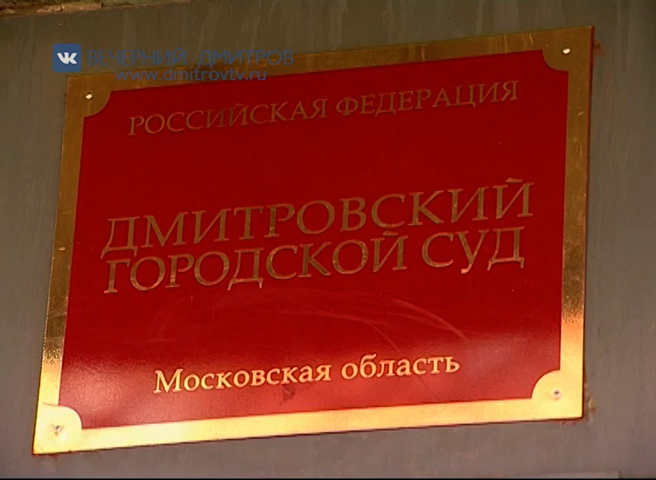 ВЕЧЕРНИЙ ДМИТРОВ
www.dmitrovtv.ru
РОССИЙСКАЯ ФЕДЕРАЦИЯ
ДМИТРОВСКИЙ
ГОРОДСКОЙ СУД
Московская область